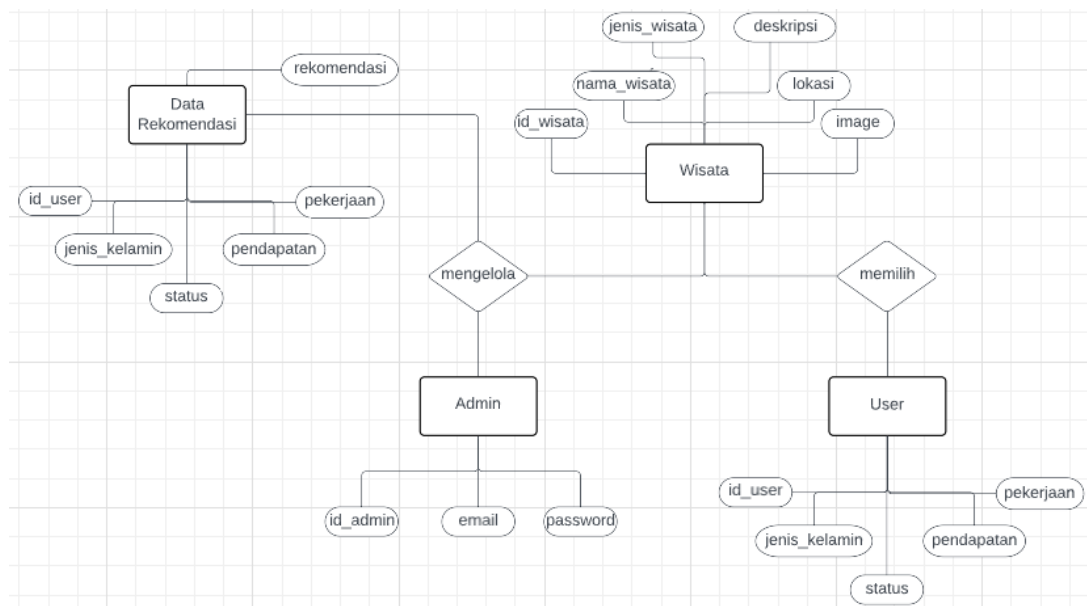 jenis_wisata
deskripsi
rekomendasi
nama_wisata
lokasi
Data
Rekomendasi
id_wisata
image
Wisata
id_user
pekerjaan
jenis_kelamin
pendapatan
status
mengelola
memilih
Admin
User
id_user
pekerjaan
id_admin
email
password
jenis_kelamin
pendapatan
status